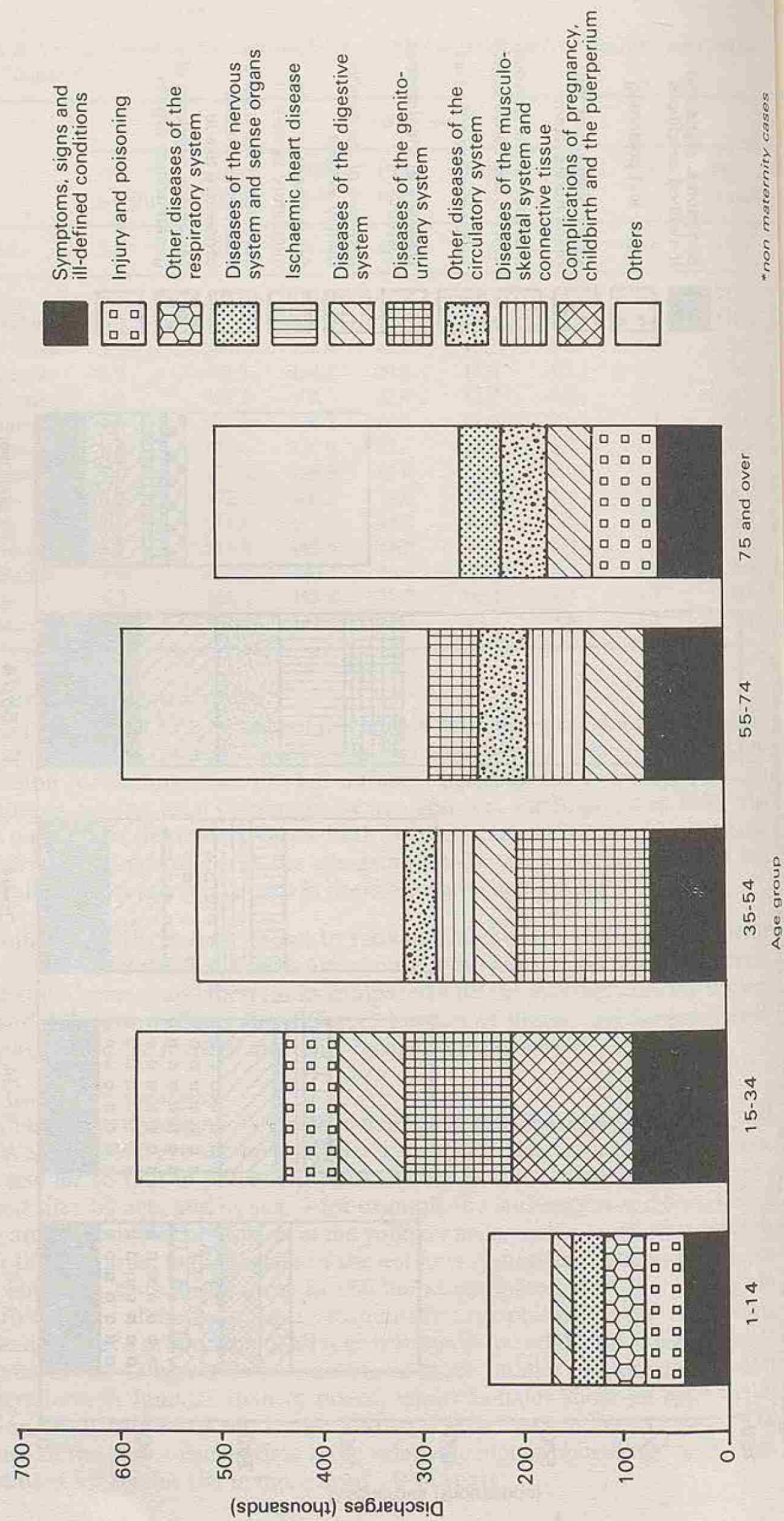 Discharges (thousands)
700
600
500
400
300
200
100
0
1-14
15-34
35-54
55-74
75 and over
Age group
Symptoms, signs and
ill-defined conditions
Injury and poisoning
Other diseases of the
respiratory system
Diseases of the nervous
system and sense organs
Ischaemic heart disease
Diseases of the digestive
system
Diseases of the genito-
urinary system
Other diseases of the
circulatory system
Diseases of the musculo-
skeletal system and
connective tissue
Complications of pregnancy,
childbirth and the puerperium
Others
*non maternity cases